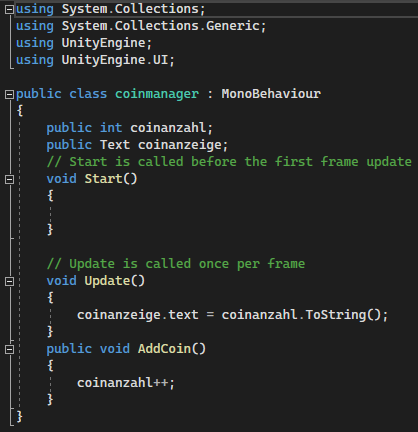 using System.Collections;
using System.Collections.Generic;
using UnityEngine;
using UnityEngine.UI;
public class coinmanager : MonoBehaviour
{
public int coinanzahl;
public Text coinanzeige;
// Start is called before the first frame update
void Start()
{
}
// Update is called once per frame
void Update()
{
coinanzeige.text = coinanzahl.ToString();
}
public void AddCoin()
{
coinanzahl++;
}
}